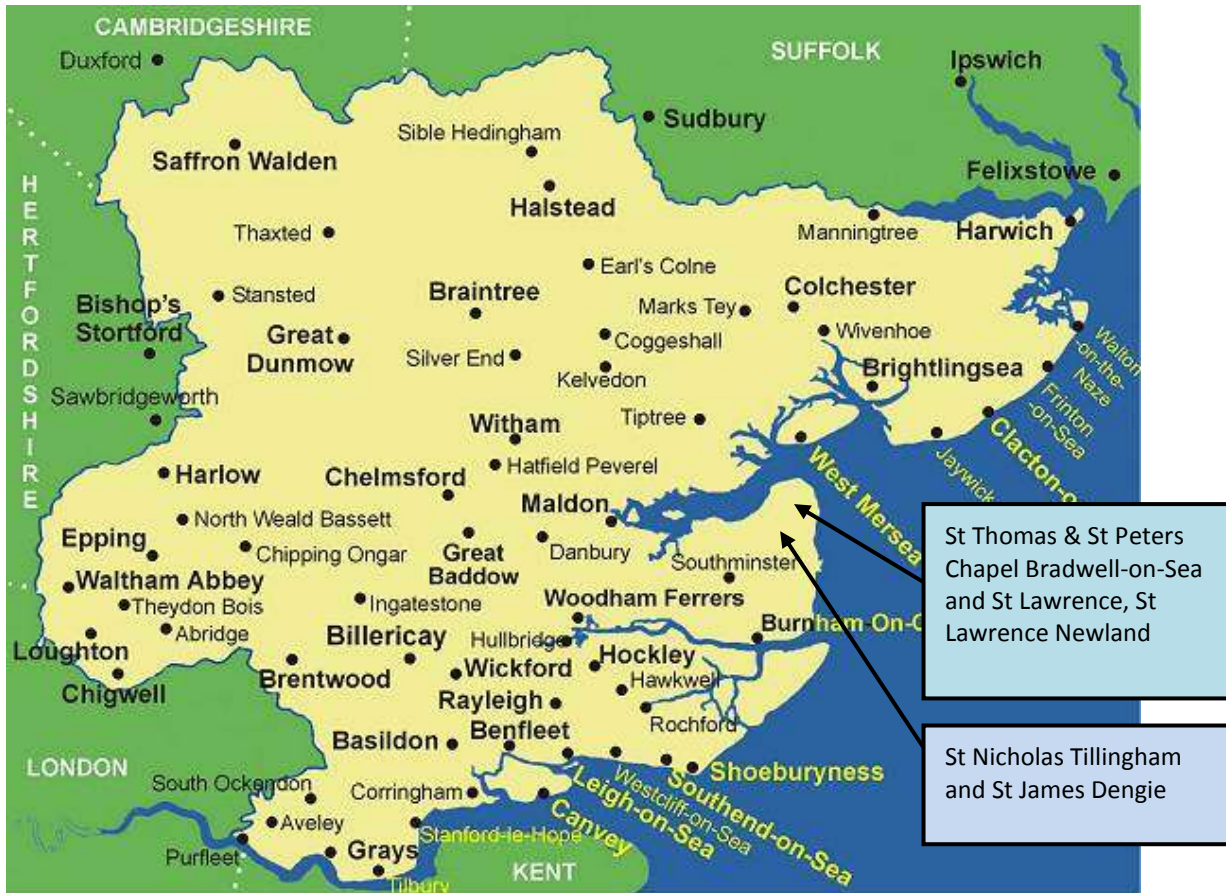 CAMBRIDGESHIRE
Duxford
SUFFOLK
Ipswich
Sudbury
Sible Hedingham
Saffron Walden
Felixstowe
HERTFORDSHIRE
Halstead
Thaxted
Manningtree
Harwich
Earl's Colne
Stansted
Braintree
Marks Tey
Colchester
Bishop's
Stortford
Great
Dunmow
Coggeshall
Wivenhoe
Silver End
Kelvedon
Brightlingsea
Walton
-on-the-
Naze
Frinton
-on-Sea
Sawbridgeworth
Tiptree
Witham
Clacton-o
Jaywick
Harlow
Hatfield Peverel
Chelmsford
West Mersea
Maldon
North Weald Bassett
Epping
Chipping Ongar
Great
Baddow
Danbury
Southminster
Waltham Abbey
Theydon Bois
Ingatestone
Woodham Ferrers
Abridge
Billericay
Hullbridge
Burnham-On-C
Loughton
Chigwell
Brentwood
Wickford
Hockley
Hawkwell
Rayleigh
Rochford
Benfleet
Basildon
LONDON
South Ockendon
Corringham
Shoeburyness
Southend-on-Sea
Westcliff-on-Sea
Leigh-on-Sea
Canvey
Aveley
Stanford-le-Hope
Purfleet
Grays
Tilbury
KENT
St Thomas & St Peters
Chapel Bradwell-on-Sea
and St Lawrence, St
Lawrence Newland
St Nicholas Tillingham
and St James Dengie